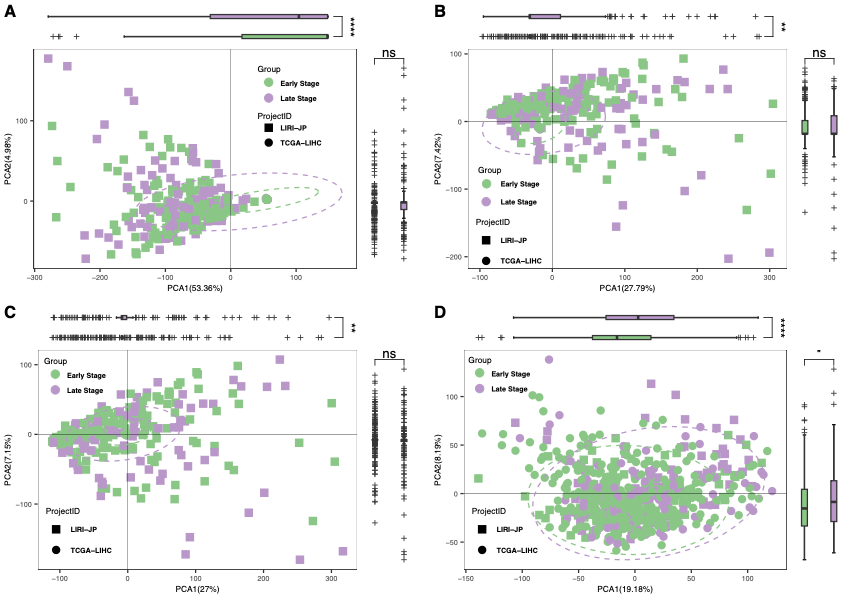 A
****
ns
Group
Early Stage
Late Stage
ProjectID
LIRI−JP
TCGA−LIHC
100
0
PCA2(4.98%)
−300
−200
−100
0
100
PCA1(53.36%)
B
**
ns
100
0
−100
−200
PCA2(7.42%)
Group
Early Stage
Late Stage
ProjectID
LIRI−JP
TCGA−LIHC
−100
0
100
200
300
PCA1(27.79%)
C
**
ns
Group
Early Stage
Late Stage
100
0
−100
PCA2(7.15%)
ProjectID
LIRI−JP
TCGA−LIHC
−100
0
100
200
300
PCA1(27%)
D
****
Group
Early Stage
Late Stage
100
50
0
−50
PCA2(8.19%)
ProjectID
LIRI−JP
TCGA−LIHC
−150
−100
−50
0
50
100
PCA1(19.18%)